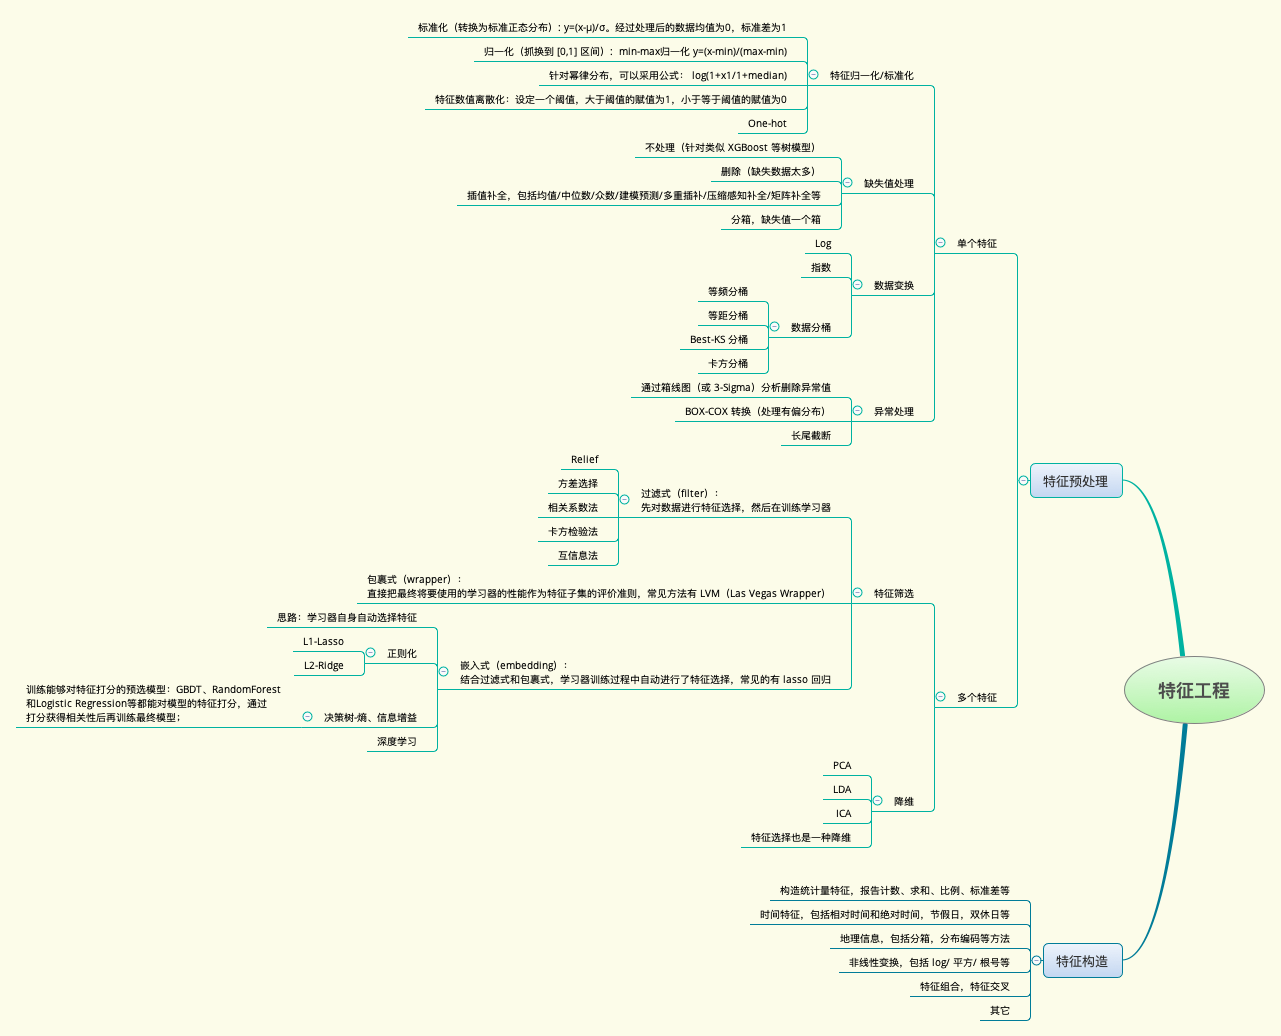 标准化（转换为标准正态分布）：y=(x-μ)/σ。经过处理后的数据均值为0，标准差为1
归一化（抓换到 [0,1] 区间）：min-max归一化 y=(x-min)/(max-min)
针对幂律分布，可以采用公式： log(1+x1/1+median)
特征数值离散化：设定一个阈值，大于阈值的赋值为1，小于等于阈值的赋值为0
One-hot
特征归一化/标准化
不处理（针对类似 XGBoost 等树模型）
删除（缺失数据太多）
插值补全，包括均值/中位数/众数/建模预测/多重插补/压缩感知补全/矩阵补全等
分箱，缺失值一个箱
缺失值处理
单个特征
Log
指数
等频分桶
等距分桶
Best-KS 分桶
卡方分桶
数据分桶
数据变换
通过箱线图（或 3-Sigma）分析删除异常值
BOX-COX 转换（处理有偏分布）
长尾截断
异常处理
Relief
方差选择
相关系数法
卡方检验法
互信息法
过滤式（filter）：
先对数据进行特征选择，然后在训练学习器
包裹式（wrapper）：
直接把最终将要使用的学习器的性能作为特征子集的评价准则，常见方法有 LVM（Las Vegas Wrapper）
特征筛选
思路：学习器自身自动选择特征
L1-Lasso
L2-Ridge
正则化
训练能够对特征打分的预选模型：GBDT、RandomForest
和Logistic Regression等都能对模型的特征打分，通过
打分获得相关性后再训练最终模型；
决策树-熵、信息增益
深度学习
嵌入式（embedding）：
结合过滤式和包裹式，学习器训练过程中自动进行了特征选择，常见的有 lasso 回归
多个特征
PCA
LDA
ICA
特征选择也是一种降维
降维
特征预处理
特征工程
构造统计量特征，报告计数、求和、比例、标准差等
时间特征，包括相对时间和绝对时间，节假日，双休日等
地理信息，包括分箱，分布编码等方法
非线性变换，包括 log/ 平方/ 根号等
特征组合，特征交叉
其它
特征构造